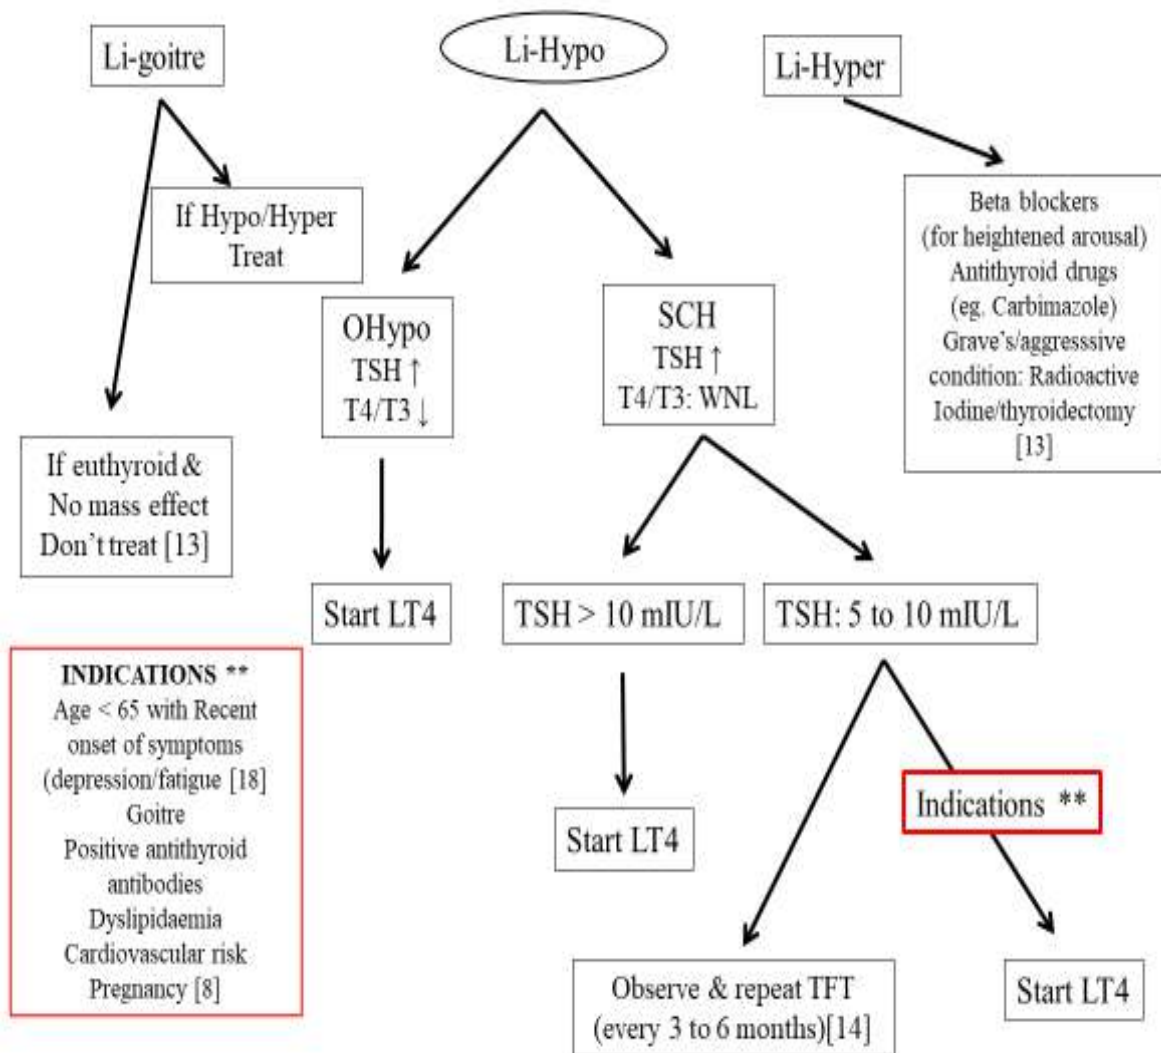 Li-goitre
Li-Hypo
Li-Hyper
If Hypo/Hyper
Treat
Beta blockers
(for heightened arousal)
Antithyroid drugs
(eg. Carbimazole)
Grave's/aggresssive
condition: Radioactive
Iodine/thyroidectomy
[13]
OHypo
TSH ↑
T4/T3 ↓
SCH
TSH ↑
T4/T3: WNL
If euthyroid &
No mass effect
Don't treat [13]
Start LT4
TSH > 10 mIU/L
TSH: 5 to 10 mIU/L
INDICATIONS **
Age < 65 with Recent
onset of symptoms
(depression/fatigue [18]
Goitre
Positive antithyroid
antibodies
Dyslipidaemia
Cardiovascular risk
Pregnancy [8]
Indications **
Start LT4
Observe & repeat TFT
(every 3 to 6 months)[14]
Start LT4